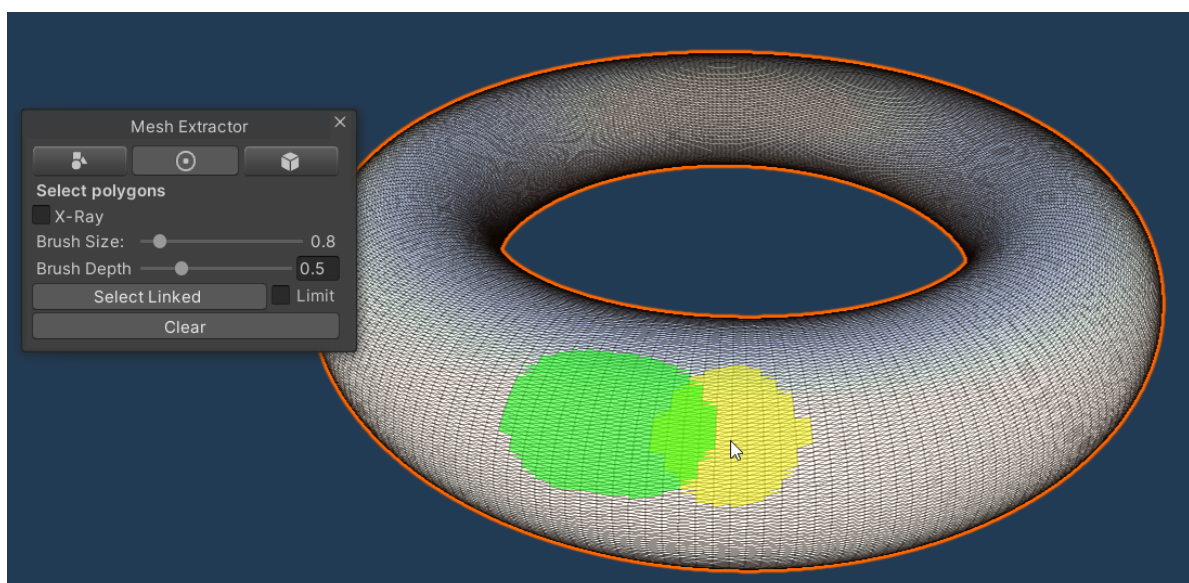 Mesh Extractor
Select polygons
X-Ray
Brush Size: 0.8
Brush Depth 0.5
Select Linked Limit
Clear